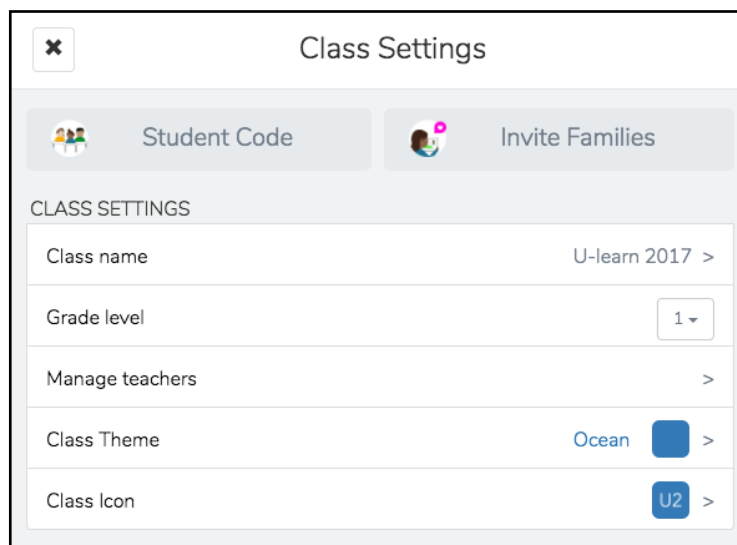 ✖ Class Settings
Student Code Invite Families
CLASS SETTINGS
Class name U-learn 2017 >
Grade level 1
Manage teachers >
Class Theme Ocean >
Class Icon U2 >